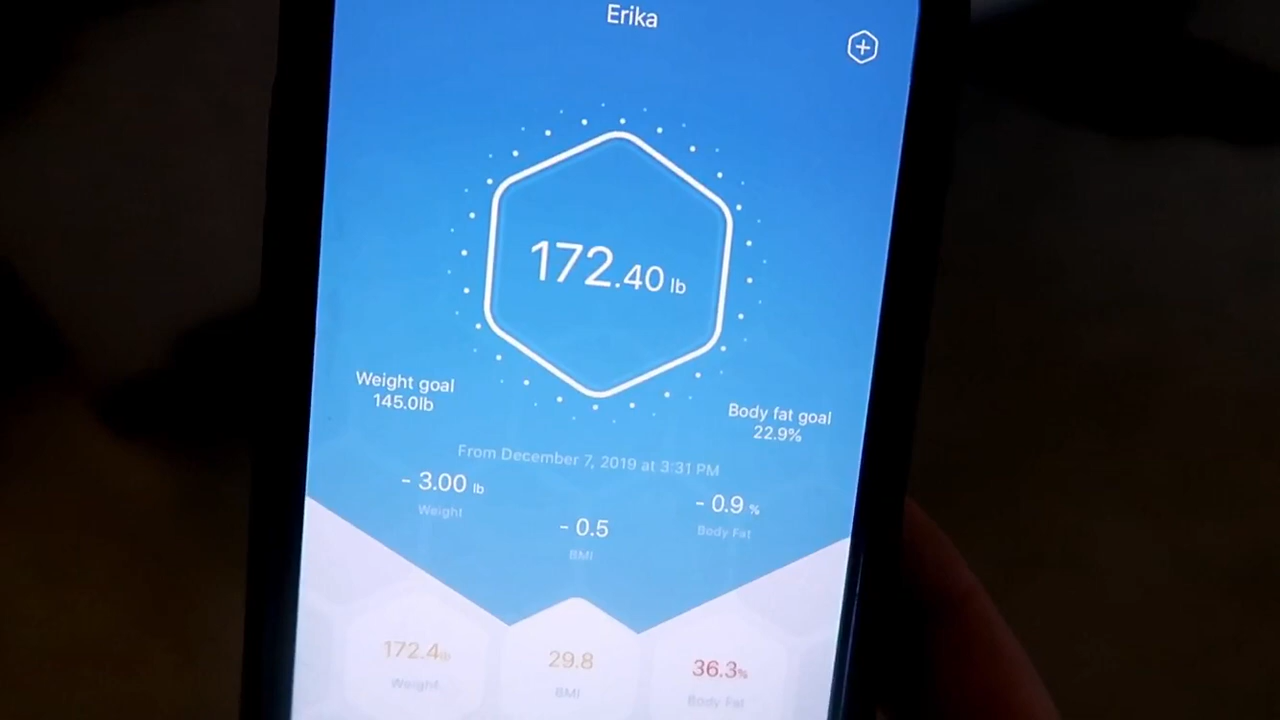 Erika
172.40 lb
Weight goal
145.0lb
Body fat goal
22.9%
From December 7, 2019 at 3:31 PM
- 3.00 lb
Weight
- 0.5
BMI
- 0.9 %
Body Fat
172.4lb
Weight
29.8
BMI
36.3%
Body Fat